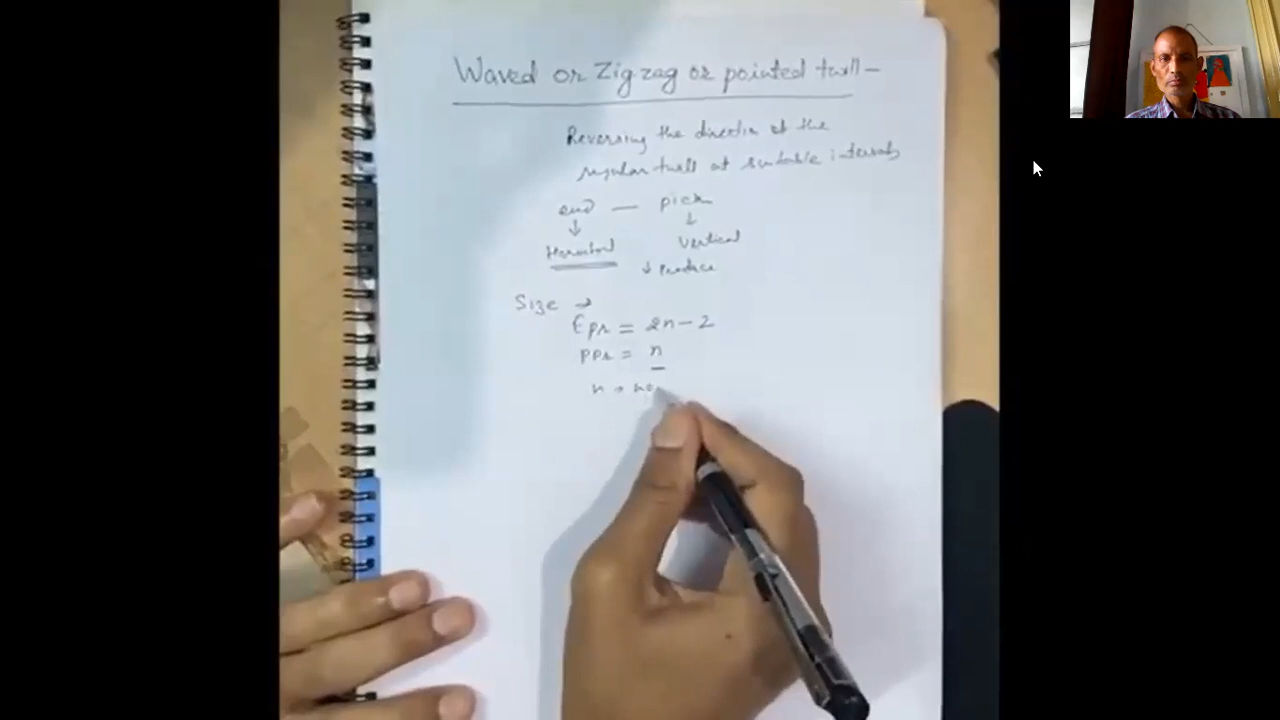 Waved or Zig-zag or pointed twill -
Reversing the direction of the
regular twill at suitable intervals
end — pick
↓ ↓
Horizontal Vertical
↓ Produce
Size →
Epr = 2n-2
ppr = n
n = no